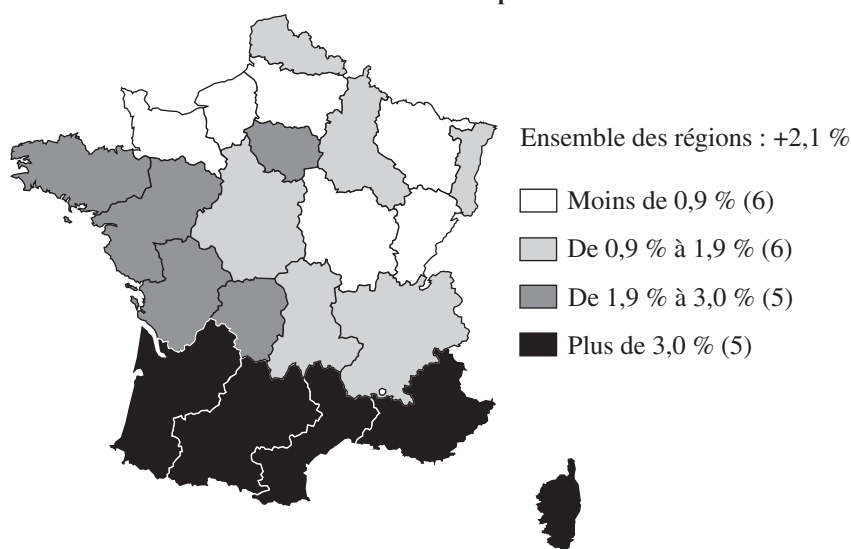 Ensemble des régions : +2,1 %
Moins de 0,9 % (6)
De 0,9 % à 1,9 % (6)
De 1,9 % à 3,0 % (5)
Plus de 3,0 % (5)